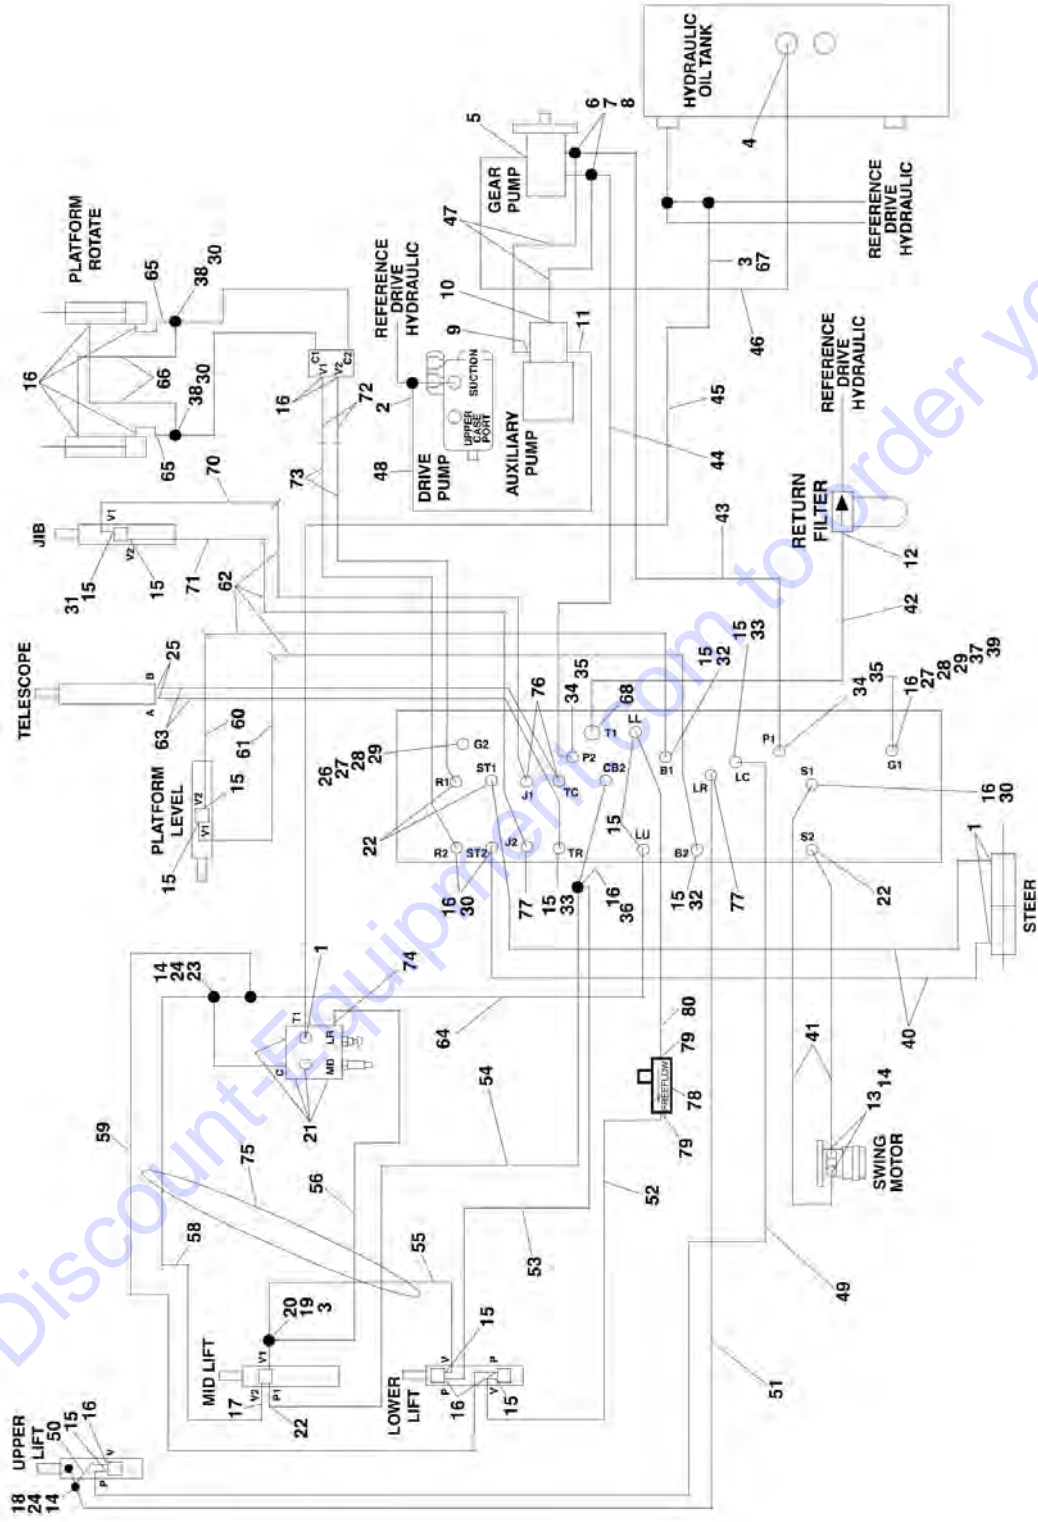 UPPER
LIFT
18
24
14
50
15
16
P
V
MID LIFT
17
V2
V1
P1
22
20
19
3
LOWER
LIFT
P
V
V
P
16
15
15
58
59
75
56
55
53
54
52
51
49
14
24
23
T1
C
LR
MD
1
21
74
64
80
79
78
79
FREEFLOW
13
14
SWING
MOTOR
41
40
STEER
1
PLATFORM
LEVEL
15
V1
V2
15
60
61
TELESCOPE
A
B
25
63
JIB
31
15
V1
V2
15
70
71
62
PLATFORM
ROTATE
16
65
66
65
38
30
38
30
C1
V1
V2
C2
16
72
73
REFERENCE
DRIVE
HYDRAULIC
2
48
DRIVE
PUMP
UPPER
CASE
PORT
SUCTION
AUXILIARY
PUMP
9
10
11
47
GEAR
PUMP
5
6
7
8
HYDRAULIC
OIL TANK
4
REFERENCE
DRIVE
HYDRAULIC
3
67
46
45
44
43
REFERENCE
DRIVE
HYDRAULIC
RETURN
FILTER
12
42
26
27
28
29
G2
R1
ST1
22
R2
ST2
J1
J2
TC
TR
76
34
35
P2
68
T1
CB2
LF
15
LU
B1
B2
15
32
15
33
LR
LC
P1
34
35
16
27
28
29
37
39
G1
S1
S2
16
30
22
16
30
77
15
33
16
36
15
32
77
Discount-Equipment.com to order yo